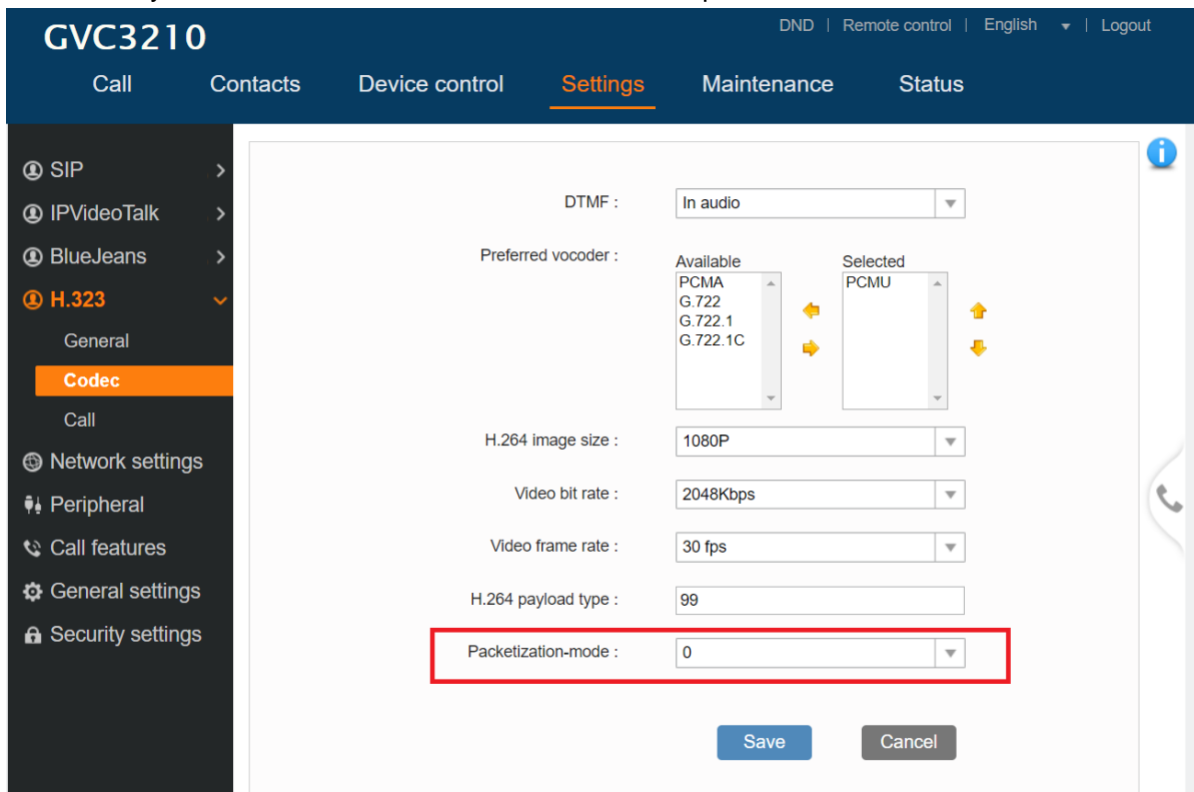 GVC3210
DND | Remote control | English | Logout
Call Contacts Device control Settings Maintenance Status
SIP
IPVideoTalk
BlueJeans
H.323
General
Codec
Call
Network settings
Peripheral
Call features
General settings
Security settings
DTMF : In audio
Preferred vocoder :
Available Selected
PCMA PCMU
G.722
G.722.1
G.722.1C
H.264 image size : 1080P
Video bit rate : 2048Kbps
Video frame rate : 30 fps
H.264 payload type : 99
Packetization-mode : 0
Save Cancel